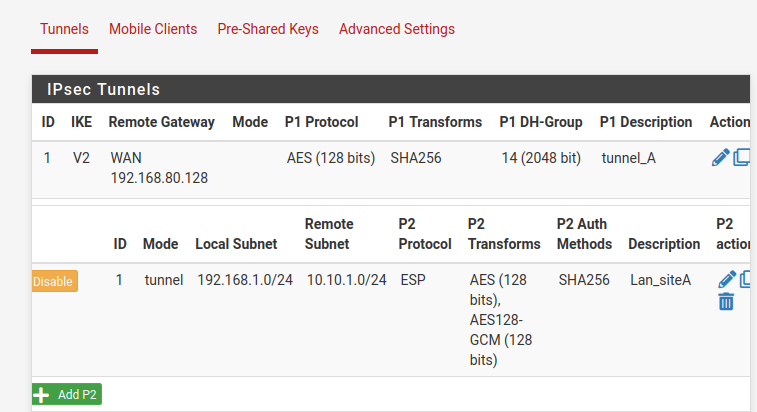 Tunnels Mobile Clients Pre-Shared Keys Advanced Settings
IPsec Tunnels
ID IKE Remote Gateway Mode P1 Protocol P1 Transforms P1 DH-Group P1 Description Action
1 V2 WAN AES (128 bits) SHA256 14 (2048 bit) tunnel_A
192.168.80.128
Remote P2 P2 P2 Auth P2
ID Mode Local Subnet Subnet Protocol Transforms Methods Description action
Disable 1 tunnel 192.168.1.0/24 10.10.1.0/24 ESP AES (128 SHA256 Lan_siteA
bits),
AES128-
GCM (128
bits)
Add P2